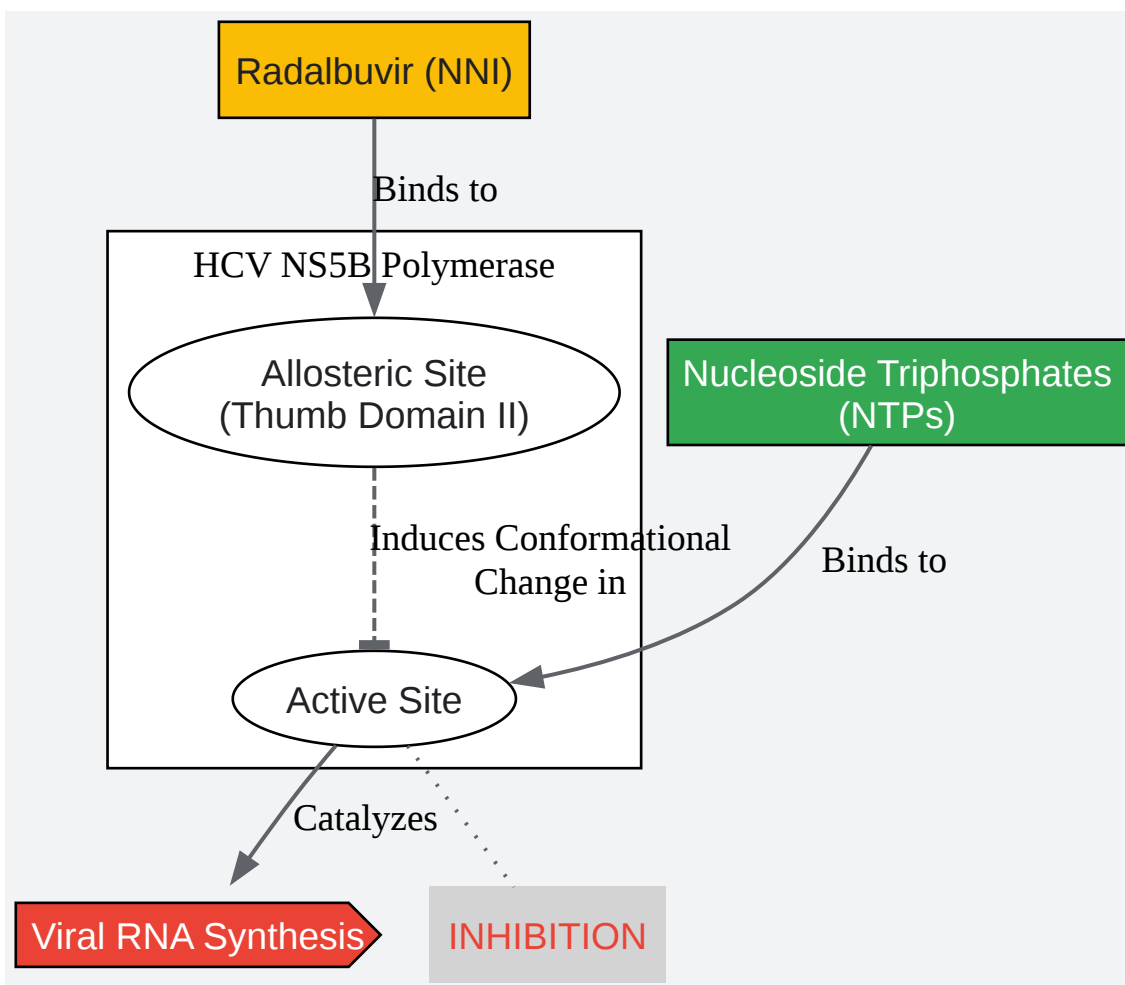 Radalbuvir (NNI)
Binds to
HCV NS5B Polymerase
Allosteric Site
(Thumb Domain II)
Nucleoside Triphosphates
(NTPs)
Induces Conformational
Change in
Binds to
Active Site
Catalyzes
Viral RNA Synthesis
INHIBITION